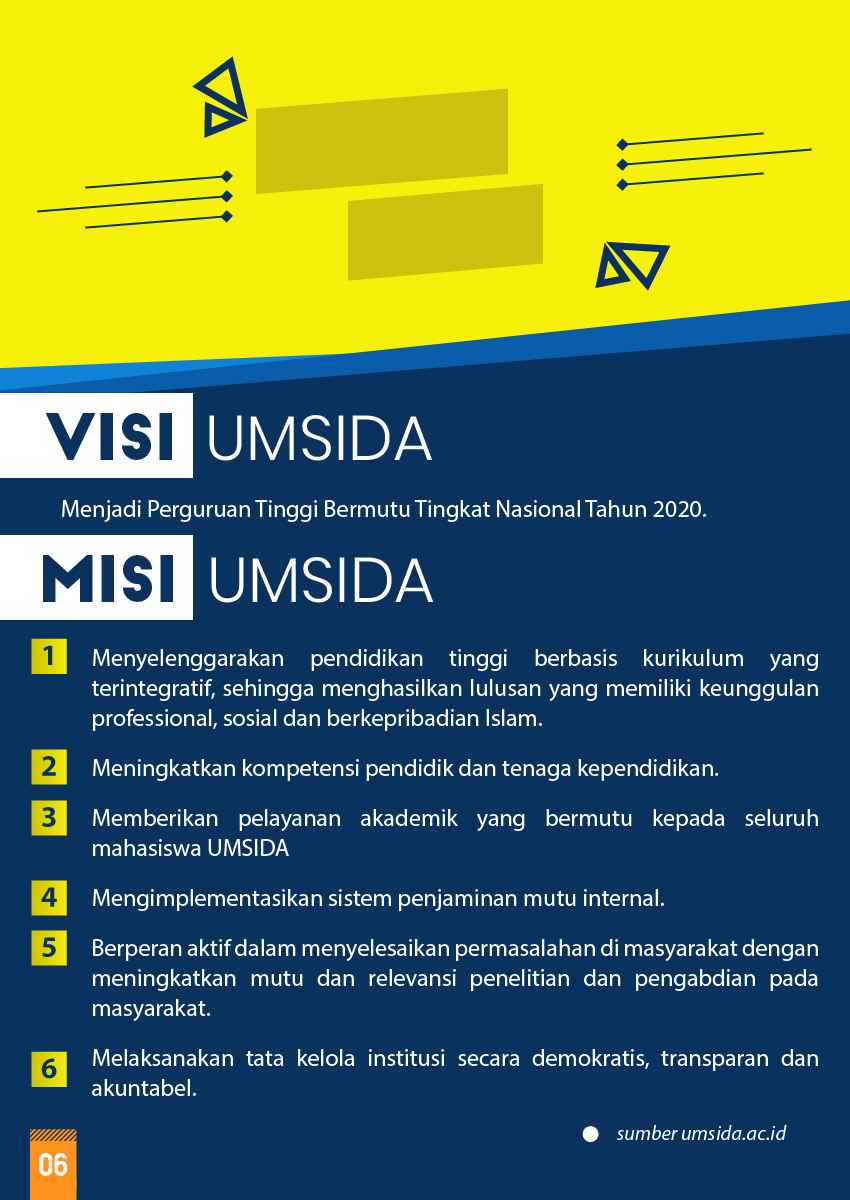 VISI UMSIDA
Menjadi Perguruan Tinggi Bermutu Tingkat Nasional Tahun 2020.
MISI UMSIDA
1 Menyelenggarakan pendidikan tinggi berbasis kurikulum yang
terintegratif, sehingga menghasilkan lulusan yang memiliki keunggulan
professional, sosial dan berkepribadian Islam.
2 Meningkatkan kompetensi pendidik dan tenaga kependidikan.
3 Memberikan pelayanan akademik yang bermutu kepada seluruh
mahasiswa UMSIDA
4 Mengimplementasikan sistem penjaminan mutu internal.
5 Berperan aktif dalam menyelesaikan permasalahan di masyarakat dengan
meningkatkan mutu dan relevansi penelitian dan pengabdian pada
masyarakat.
6 Melaksanakan tata kelola institusi secara demokratis, transparan dan
akuntabel.
sumber umsida.ac.id
06